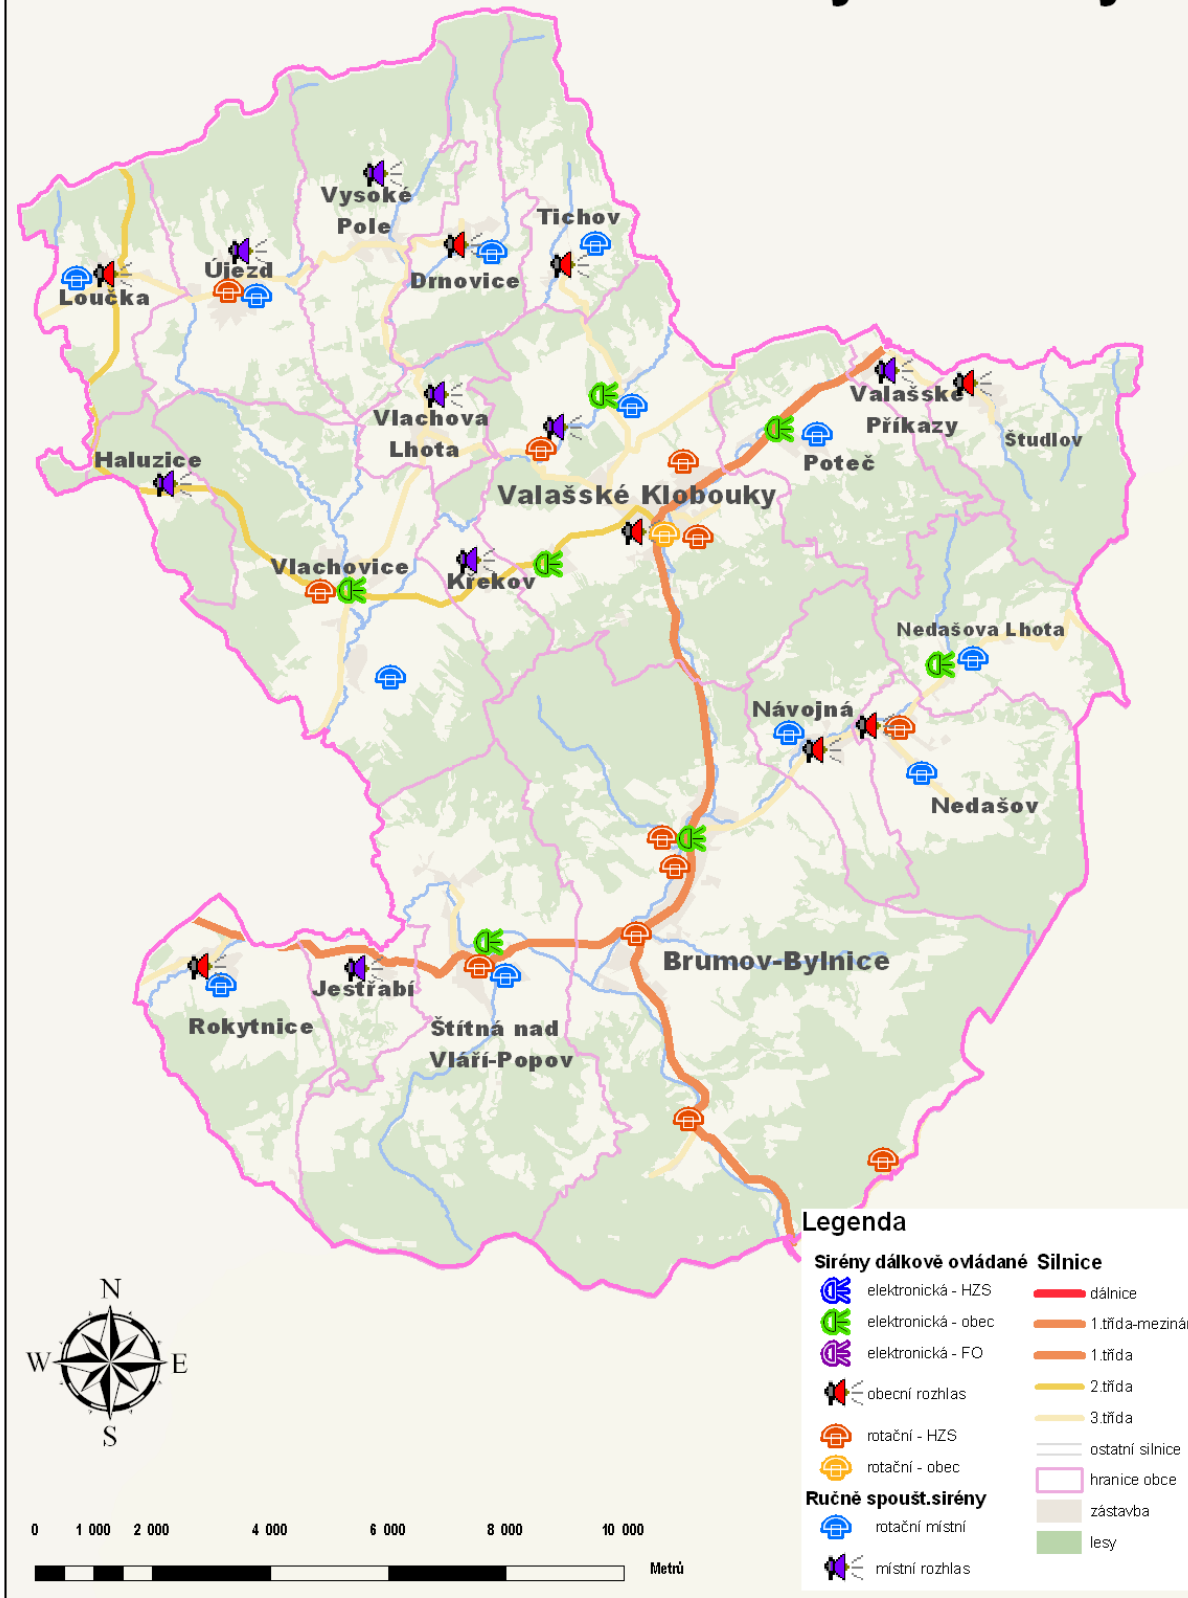 Vysoké
Pole
Tichov
Újezd
Drnovice
Loučka
Vlachova
Lhota
Valašské
Příkazy
Študlov
Poteč
Haluzice
Valašské Klobouky
Vlachovice
Křekov
Nedašova Lhota
Návojná
Nedašov
Brumov-Bylnice
Jestřabí
Rokytnice
Štítná nad
Vláří-Popov
Legenda
Sirény dálkově ovládané
elektronická - HZS
elektronická - obec
elektronická - FO
obecní rozhlas
rotační - HZS
rotační - obec
Ručně spoušt.sirény
rotační místní
místní rozhlas
Silnice
dálnice
1.třída-mezinár
1.třída
2.třída
3.třída
ostatní silnice
hranice obce
zástavba
lesy
N
W E
S
0 1 000 2 000 4 000 6 000 8 000 10 000
Metrů